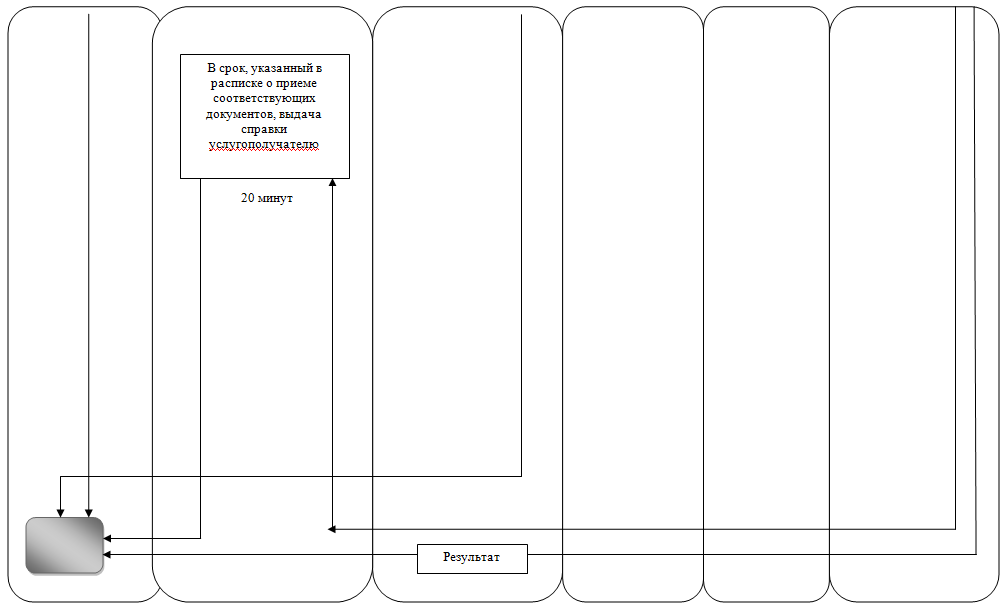 В срок, указанный в
расписке о приеме
соответствующих
документов, выдача
справки
услугополучателю
20 минут
Результат